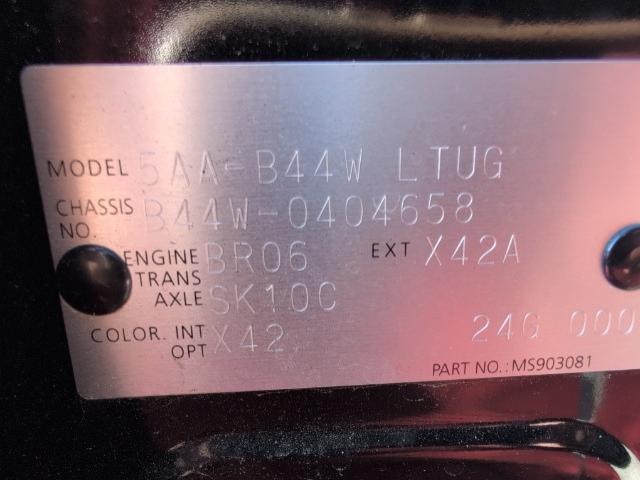 MODEL 5AA-B44W LTUG
CHASSIS NO. B44W-0404658
ENGINE BR06 EXT X42A
TRANS AXLE SK10C
COLOR. INT X42
OPT 24G 000
PART NO.: MS903081